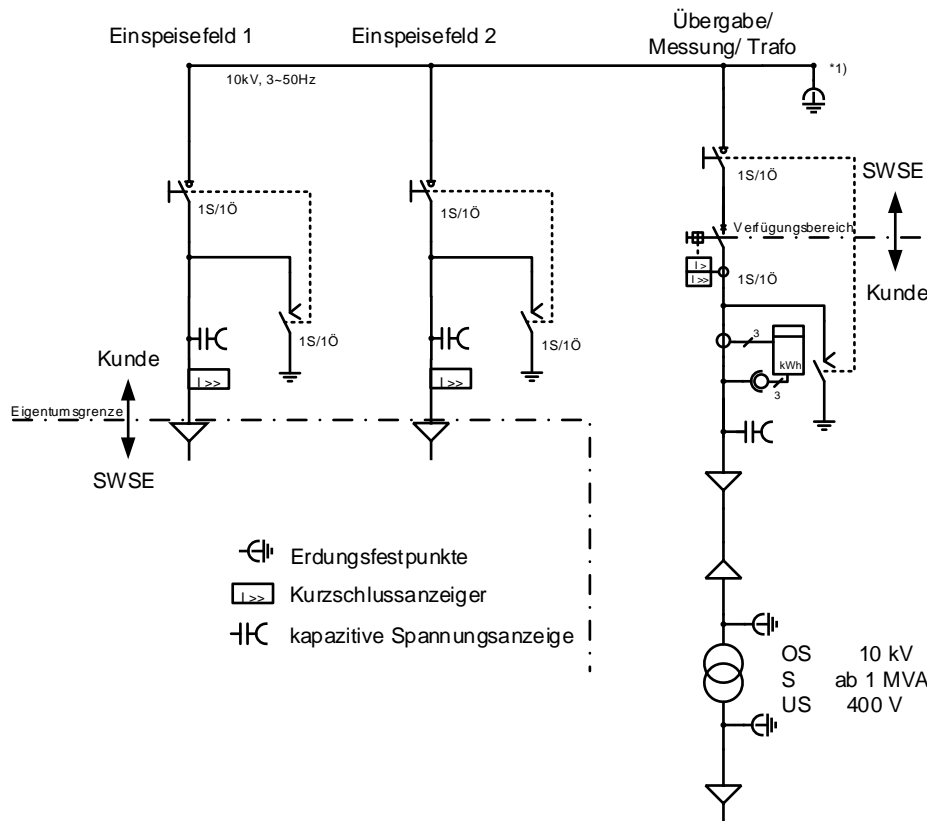 Übergabe/
Messung/ Trafo
Einspeisefeld 1
Einspeisefeld 2
10kV, 3~50Hz
*1)
1S/1Ö
1S/1Ö
1S/1Ö
SWSE
Verfügungsbereich
I >
I >>
1S/1Ö
Kunde
1S/1Ö
1S/1Ö
3
kWh
3
Kunde
I >>
I >>
Eigentumsgrenze
SWSE
Erdungsfestpunkte
I >>
Kurzschlussanzeiger
kapazitive Spannungsanzeige
OS 10 kV
S ab 1 MVA
US 400 V